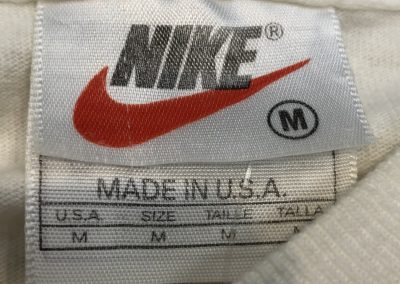 NIKE®
M
MADE IN U.S.A.
U.S.A. SIZE TAILLE TALLA
M M M M